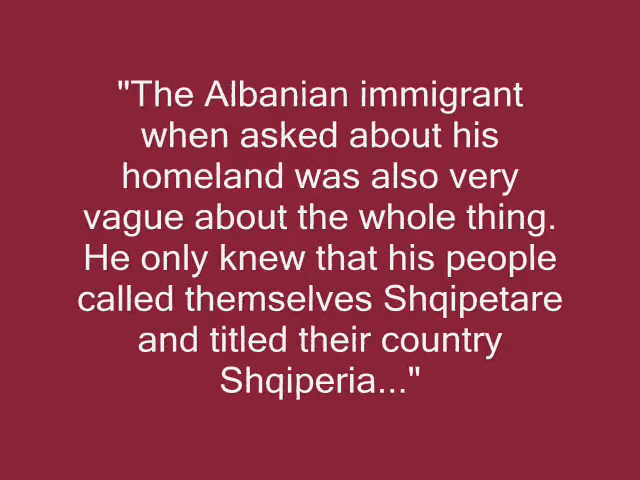 "The Albanian immigrant
when asked about his
homeland was also very
vague about the whole thing.
He only knew that his people
called themselves Shqipetare
and titled their country
Shqiperia..."